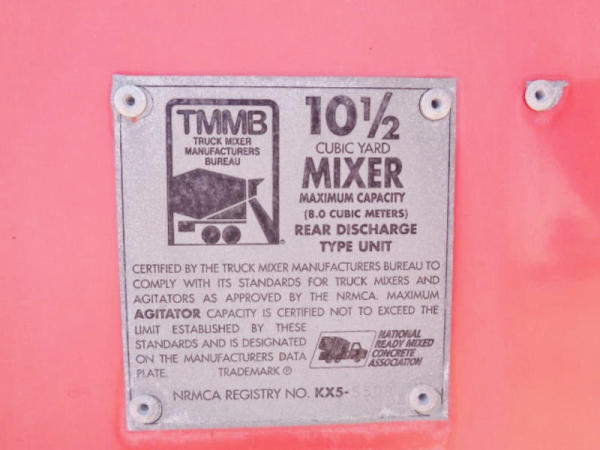 TMMB
TRUCK MIXER
MANUFACTURERS
BUREAU
10 1/2
CUBIC YARD
MIXER
MAXIMUM CAPACITY
(8.0 CUBIC METERS)
REAR DISCHARGE
TYPE UNIT
CERTIFIED BY THE TRUCK MIXER MANUFACTURERS BUREAU TO
COMPLY WITH ITS STANDARDS FOR TRUCK MIXERS AND
AGITATORS AS APPROVED BY THE NRMCA. MAXIMUM
AGITATOR CAPACITY IS CERTIFIED NOT TO EXCEED THE
LIMIT ESTABLISHED BY THESE
STANDARDS AND IS DESIGNATED
ON THE MANUFACTURERS DATA
PLATE. TRADEMARK ®
NATIONAL
READY MIXED
CONCRETE
ASSOCIATION
NRMCA REGISTRY NO. KX5-